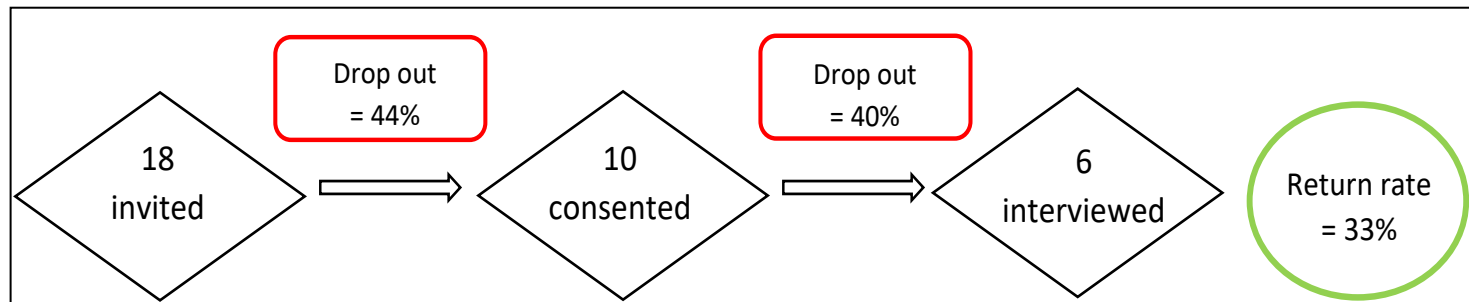 18
invited
Drop out
= 44%
10
consented
Drop out
= 40%
6
interviewed
Return rate
= 33%